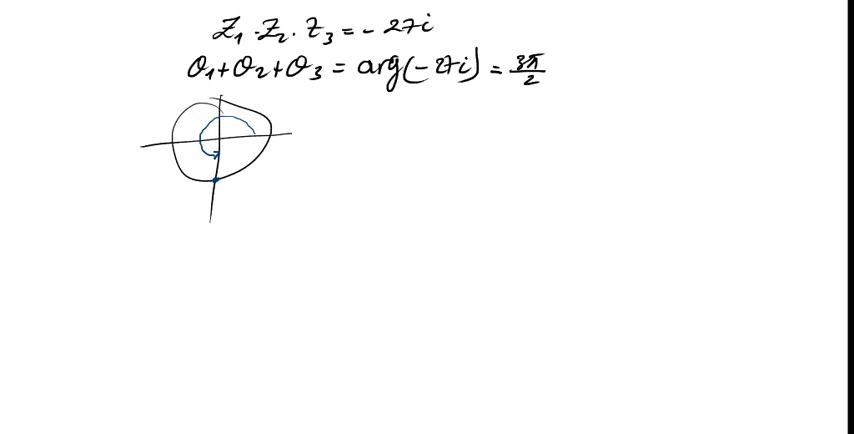 Z₁ · Z₂ · Z₃ = - 27i
θ₁ + θ₂ + θ₃ = arg(- 27i) = 3π/2